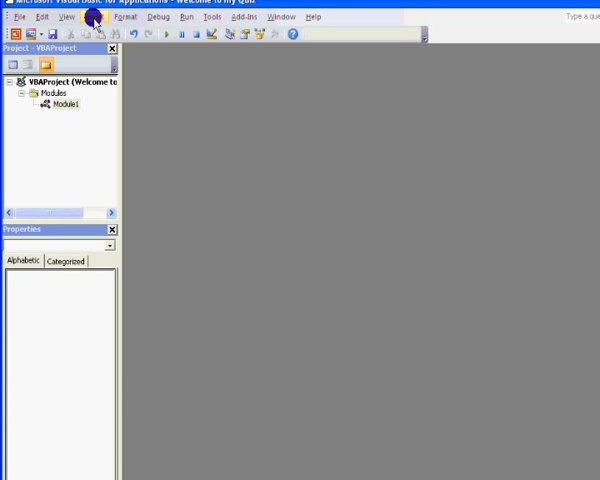 Microsoft Visual Basic for Applications - Welcome to my Quiz
File Edit View Format Debug Run Tools Add-Ins Window Help Type a que
Project - VBAProject
VBAProject (Welcome to
Modules
Module1
Properties
Alphabetic Categorized